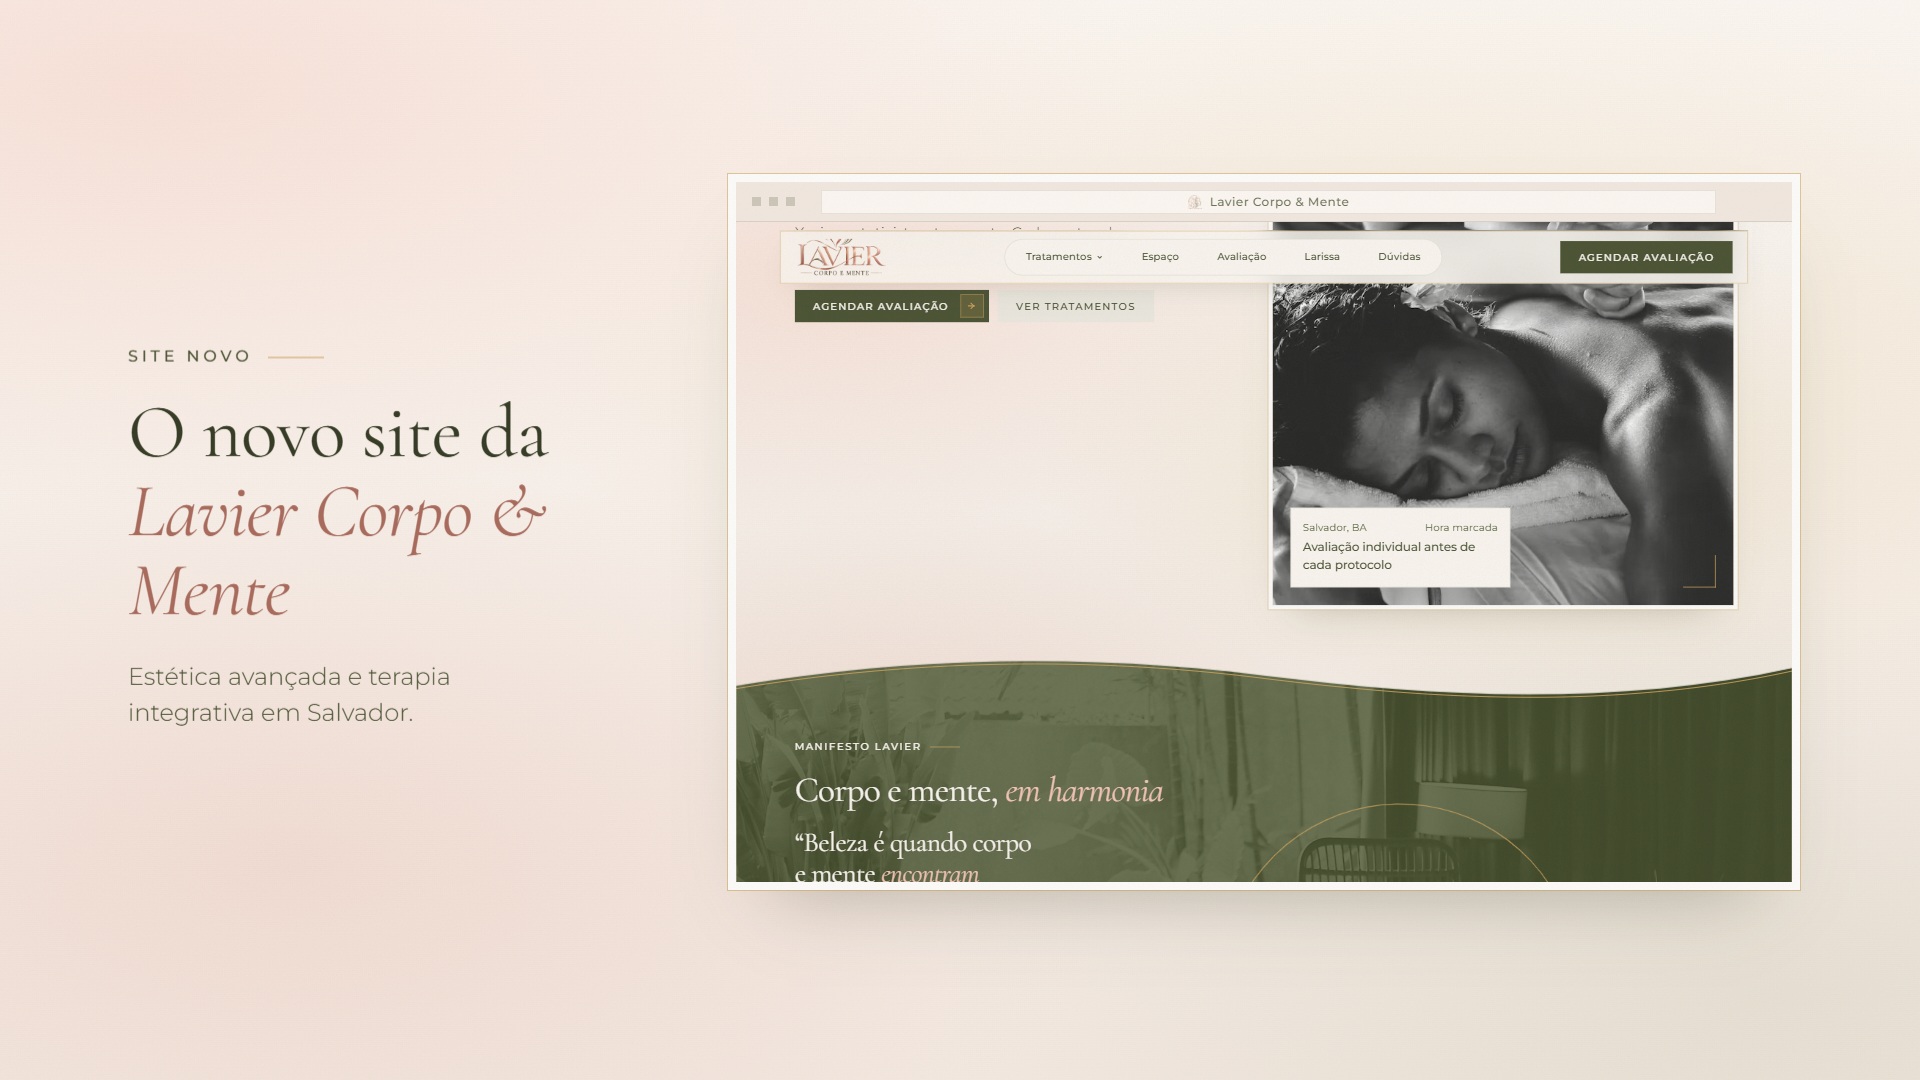 SITE NOVO
O novo site da
Lavier Corpo &
Mente
Estética avançada e terapia
integrativa em Salvador.
Lavier Corpo & Mente
LAVIER
CORPO E MENTE
Tratamentos
Espaço
Avaliação
Larissa
Dúvidas
AGENDAR AVALIAÇÃO
AGENDAR AVALIAÇÃO
VER TRATAMENTOS
Salvador, BA
Hora marcada
Avaliação individual antes de
cada protocolo
MANIFESTO LAVIER
Corpo e mente, em harmonia
“Beleza é quando corpo
e mente encontram